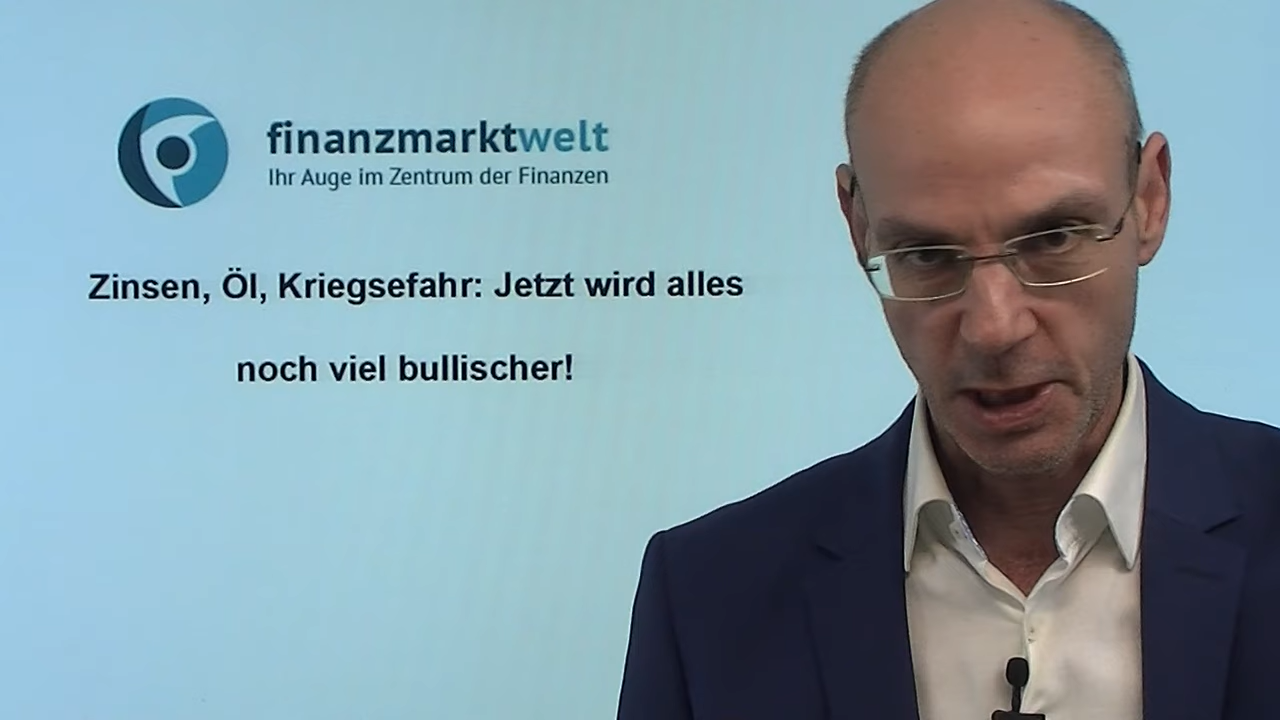 finanzmarktwelt
Ihr Auge im Zentrum der Finanzen
Zinsen, Öl, Kriegsefahr: Jetzt wird alles
noch viel bullischer!